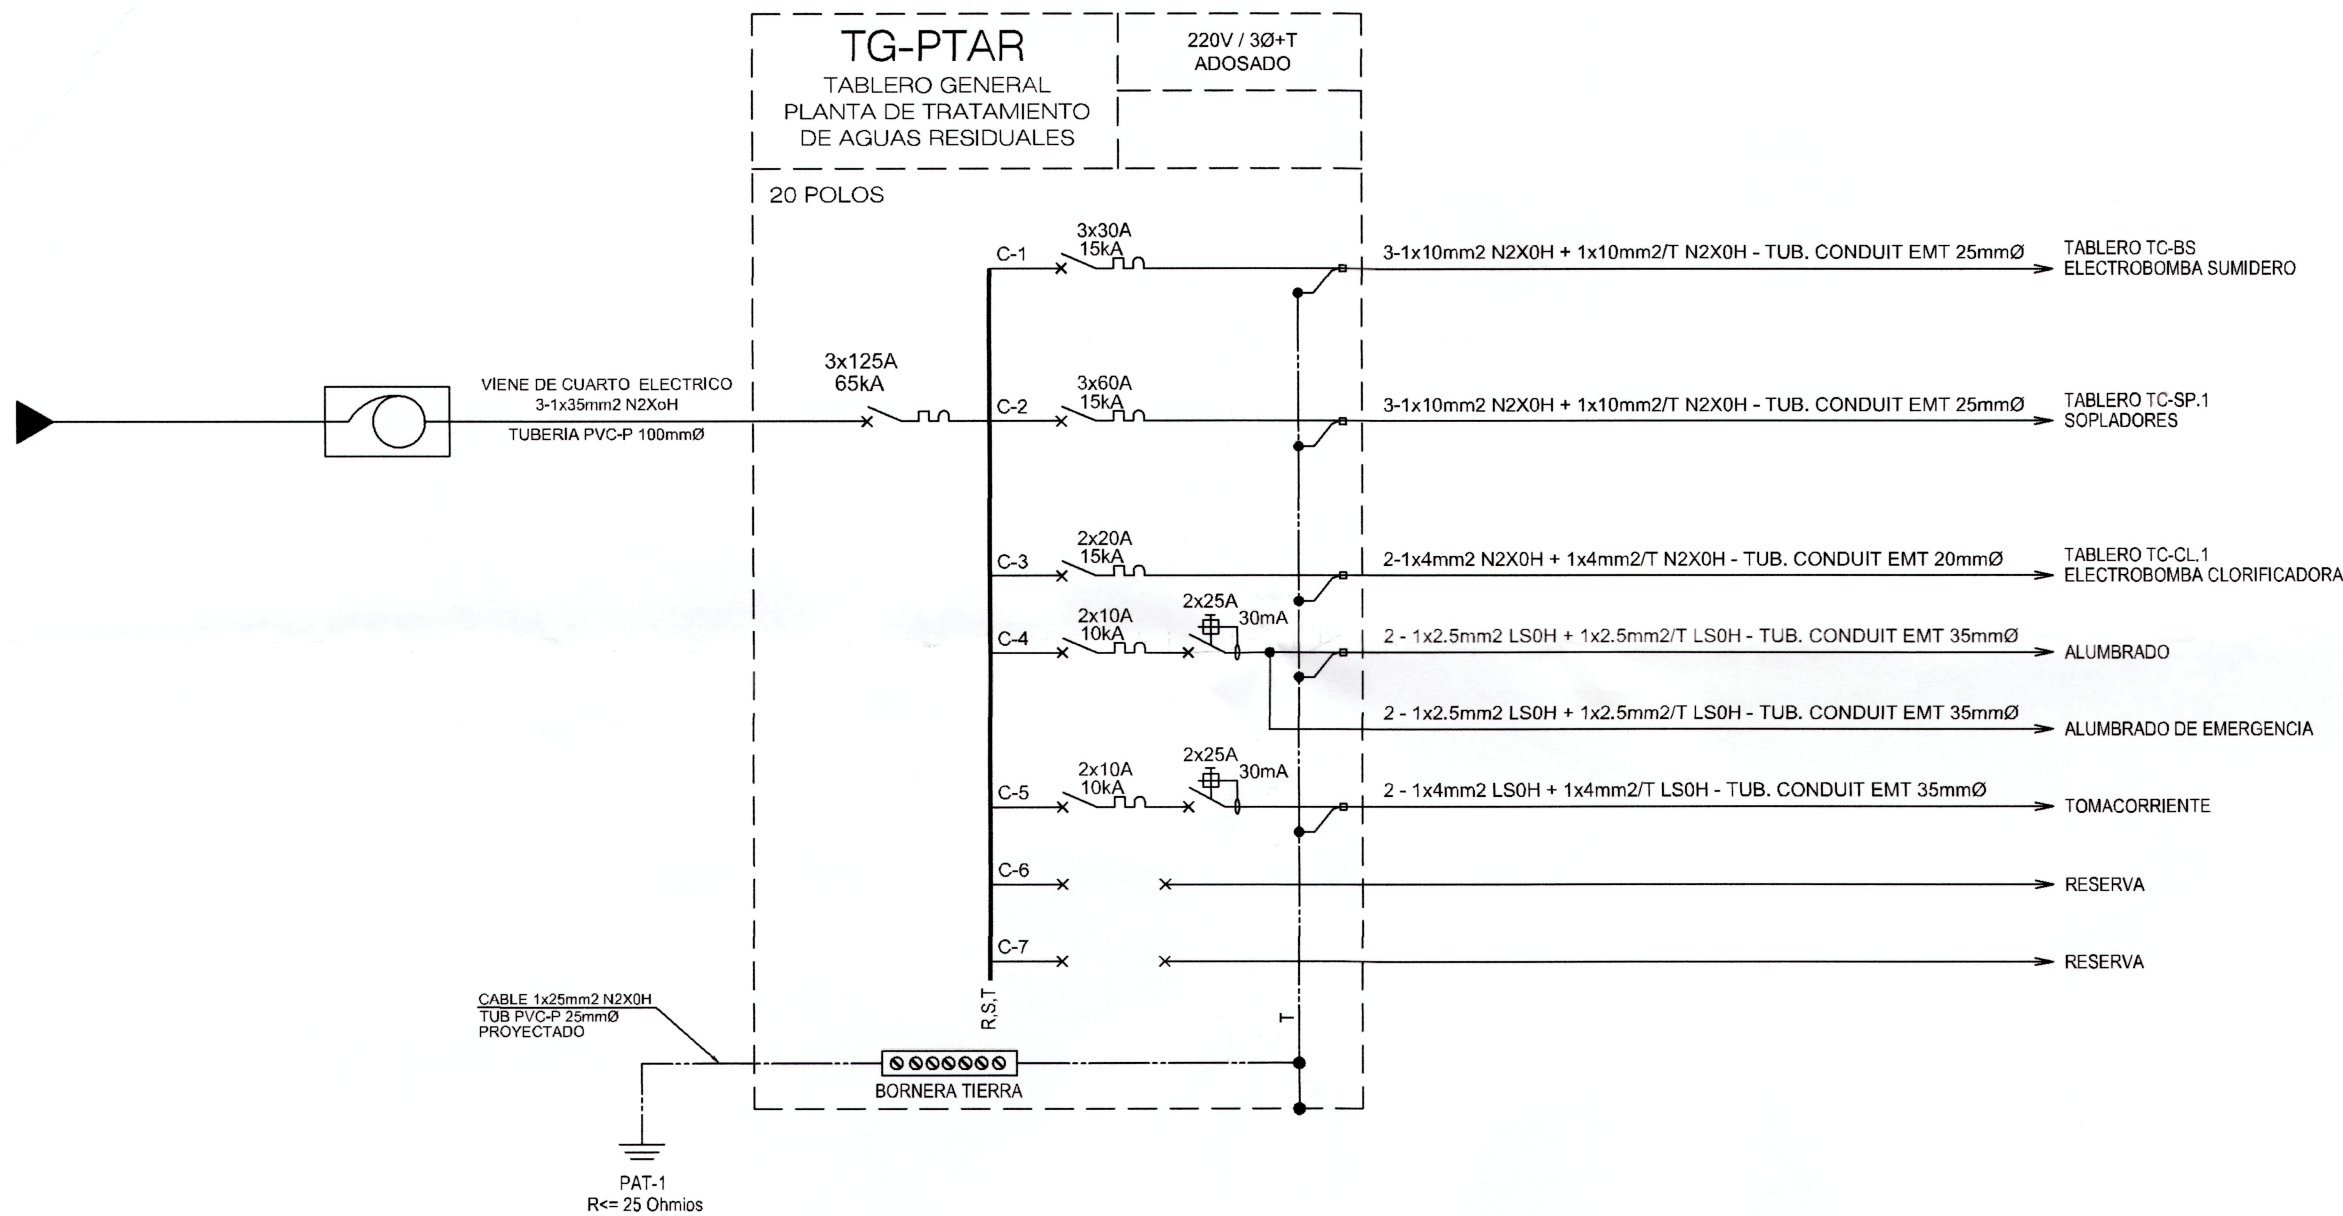 TG-PTAR
TABLERO GENERAL
PLANTA DE TRATAMIENTO
DE AGUAS RESIDUALES
220V / 3Ø+T
ADOSADO
20 POLOS
3x30A
15kA
C-1
3-1x10mm2 N2X0H + 1x10mm2/T N2X0H - TUB. CONDUIT EMT 25mmØ
TABLERO TC-BS
ELECTROBOMBA SUMIDERO
VIENE DE CUARTO ELECTRICO
3-1x35mm2 N2XoH
TUBERIA PVC-P 100mmØ
3x125A
65kA
3x60A
15kA
C-2
3-1x10mm2 N2X0H + 1x10mm2/T N2X0H - TUB. CONDUIT EMT 25mmØ
TABLERO TC-SP.1
SOPLADORES
2x20A
15kA
C-3
2-1x4mm2 N2X0H + 1x4mm2/T N2X0H - TUB. CONDUIT EMT 20mmØ
TABLERO TC-CL.1
ELECTROBOMBA CLORIFICADORA
2x10A
10kA
C-4
2x25A
30mA
2 - 1x2.5mm2 LS0H + 1x2.5mm2/T LS0H - TUB. CONDUIT EMT 35mmØ
ALUMBRADO
2 - 1x2.5mm2 LS0H + 1x2.5mm2/T LS0H - TUB. CONDUIT EMT 35mmØ
ALUMBRADO DE EMERGENCIA
2x10A
10kA
C-5
2x25A
30mA
2 - 1x4mm2 LS0H + 1x4mm2/T LS0H - TUB. CONDUIT EMT 35mmØ
TOMACORRIENTE
C-6
RESERVA
C-7
RESERVA
R,S,T
T
CABLE 1x25mm2 N2X0H
TUB PVC-P 25mmØ
PROYECTADO
BORNERA TIERRA
PAT-1
R<= 25 Ohmios